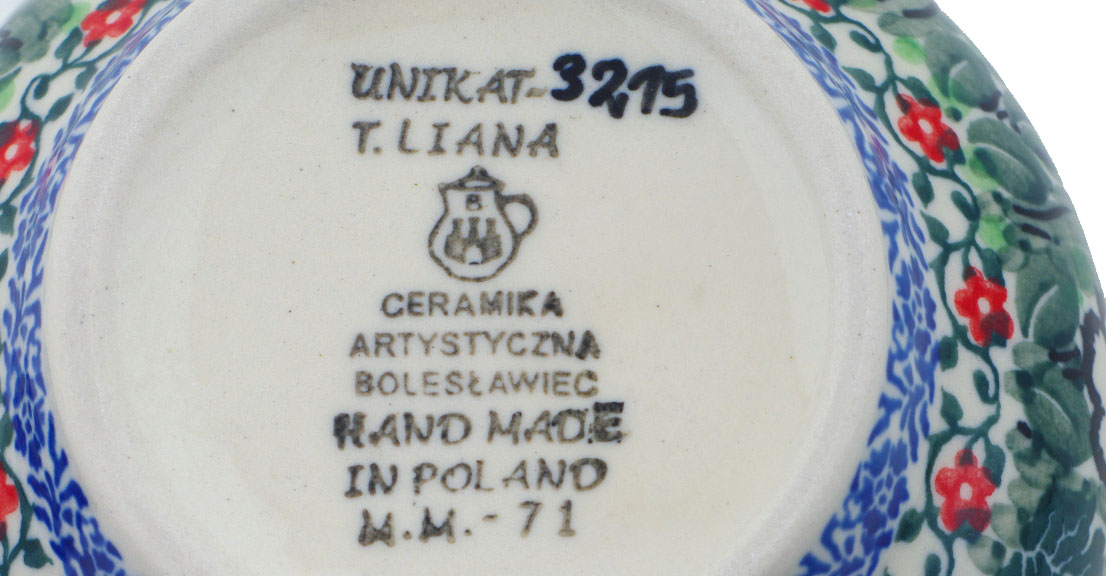 UNIKAT-3215
T. LIANA
B
CERAMIKA
ARTYSTYCZNA
BOLESŁAWIEC
HAND MADE
IN POLAND
M.M.-71